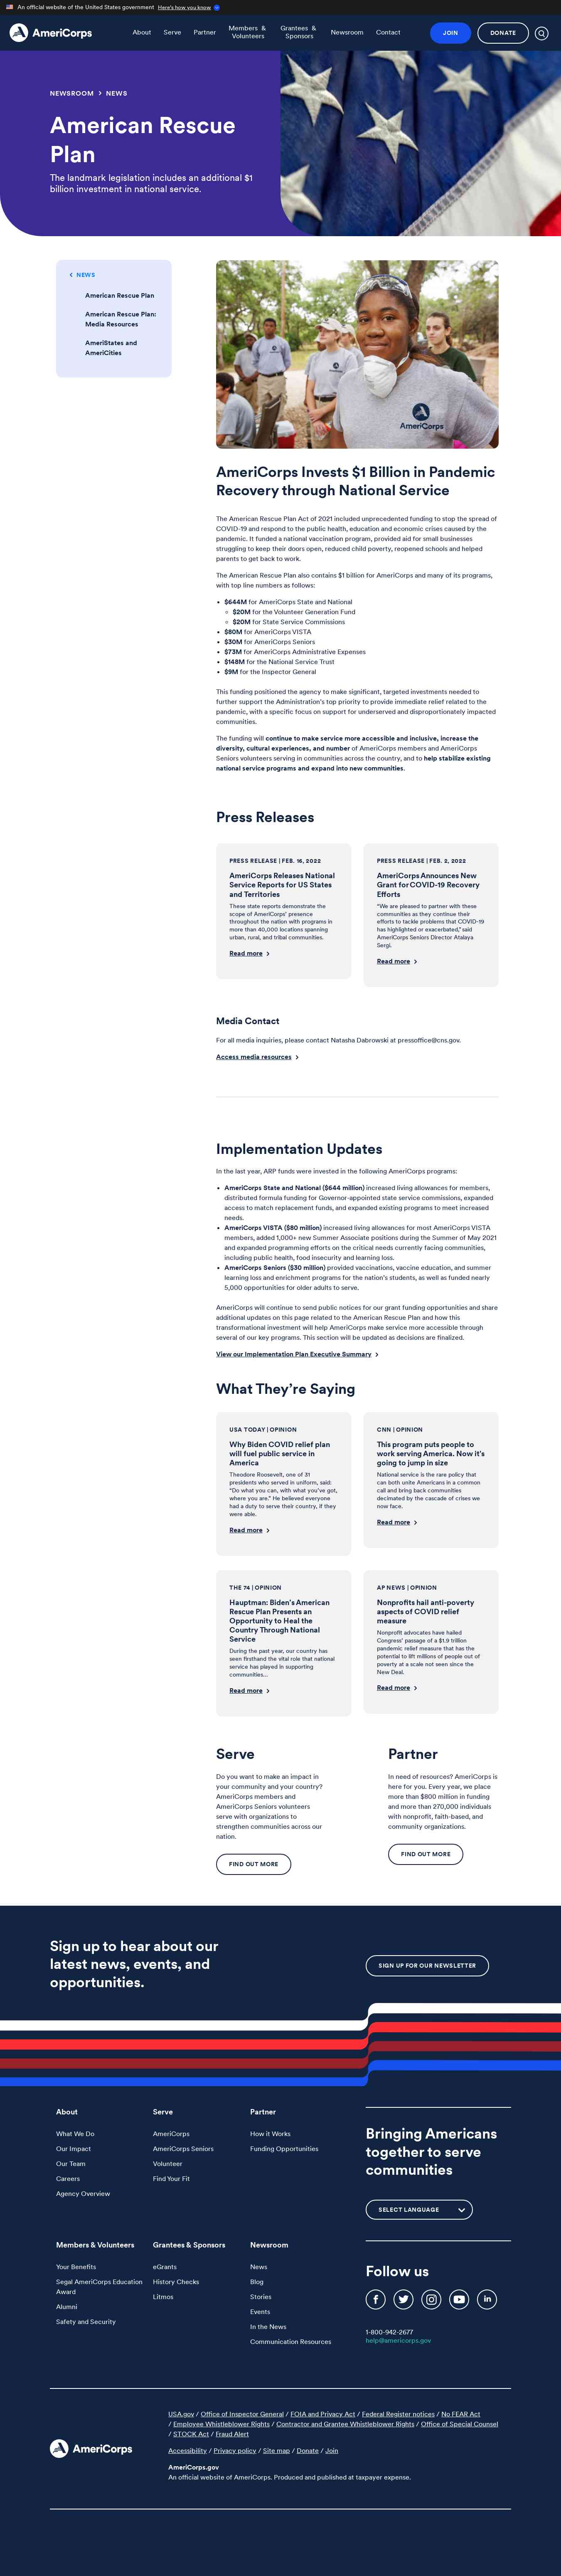 An official website of the United States government Here's how you know
AmeriCorps
About
Serve
Partner
Members &
Volunteers
Grantees &
Sponsors
Newsroom
Contact
JOIN
DONATE
NEWSROOM > NEWS
American Rescue
Plan
The landmark legislation includes an additional $1
billion investment in national service.
NEWS
American Rescue Plan
American Rescue Plan:
Media Resources
AmeriStates and
AmeriCities
AmeriCorps
AmeriCorps Invests $1 Billion in Pandemic
Recovery through National Service
The American Rescue Plan Act of 2021 included unprecedented funding to stop the spread of
COVID-19 and respond to the public health, education and economic crises caused by the
pandemic. It funded a national vaccination program, provided aid for small businesses
struggling to keep their doors open, reduced child poverty, reopened schools and helped
parents to get back to work.
The American Rescue Plan also contains $1 billion for AmeriCorps and many of its programs,
with top line numbers as follows:
• $644M for AmeriCorps State and National
◦ $20M for the Volunteer Generation Fund
◦ $20M for State Service Commissions
• $80M for AmeriCorps VISTA
• $30M for AmeriCorps Seniors
• $73M for AmeriCorps Administrative Expenses
• $148M for the National Service Trust
• $9M for the Inspector General
This funding positioned the agency to make significant, targeted investments needed to
further support the Administration's top priority to provide immediate relief related to the
pandemic, with a specific focus on support for underserved and disproportionately impacted
communities.
The funding will continue to make service more accessible and inclusive, increase the
diversity, cultural experiences, and number of AmeriCorps members and AmeriCorps
Seniors volunteers serving in communities across the country, and to help stabilize existing
national service programs and expand into new communities.
Press Releases
PRESS RELEASE | FEB. 16, 2022
AmeriCorps Releases National
Service Reports for US States
and Territories
These state reports demonstrate the
scope of AmeriCorps' presence
throughout the nation with programs in
more than 40,000 locations spanning
urban, rural, and tribal communities.
Read more
PRESS RELEASE | FEB. 2, 2022
AmeriCorps Announces New
Grant for COVID-19 Recovery
Efforts
"We are pleased to partner with these
communities as they continue their
efforts to tackle problems that COVID-19
has highlighted or exacerbated," said
AmeriCorps Seniors Director Atalaya
Sergi.
Read more
Media Contact
For all media inquiries, please contact Natasha Dabrowski at pressoffice@cns.gov.
Access media resources
Implementation Updates
In the last year, ARP funds were invested in the following AmeriCorps programs:
• AmeriCorps State and National ($644 million) increased living allowances for members,
distributed formula funding for Governor-appointed state service commissions, expanded
access to match replacement funds, and expanded existing programs to meet increased
needs.
• AmeriCorps VISTA ($80 million) increased living allowances for most AmeriCorps VISTA
members, added 1,000+ new Summer Associate positions during the Summer of May 2021
and expanded programming efforts on the critical needs currently facing communities,
including public health, food insecurity and learning loss.
• AmeriCorps Seniors ($30 million) provided vaccinations, vaccine education, and summer
learning loss and enrichment programs for the nation's students, as well as funded nearly
5,000 opportunities for older adults to serve.
AmeriCorps will continue to send public notices for our grant funding opportunities and share
additional updates on this page related to the American Rescue Plan and how this
transformational investment will help AmeriCorps make service more accessible through
several of our key programs. This section will be updated as decisions are finalized.
View our Implementation Plan Executive Summary
What They're Saying
USA TODAY | OPINION
Why Biden COVID relief plan
will fuel public service in
America
Theodore Roosevelt, one of 31
presidents who served in uniform, said:
"Do what you can, with what you've got,
where you are." He believed everyone
had a duty to serve their country, if they
were able.
Read more
CNN | OPINION
This program puts people to
work serving America. Now it's
going to jump in size
National service is the rare policy that
can both unite Americans in a common
call and bring back communities
decimated by the cascade of crises we
now face.
Read more
THE 74 | OPINION
Hauptman: Biden's American
Rescue Plan Presents an
Opportunity to Heal the
Country Through National
Service
During the past year, our country has
seen firsthand the vital role that national
service has played in supporting
communities...
Read more
AP NEWS | OPINION
Nonprofits hail anti-poverty
aspects of COVID relief
measure
Nonprofit advocates have hailed
Congress' passage of a $1.9 trillion
pandemic relief measure that has the
potential to lift millions of people out of
poverty at a scale not seen since the
New Deal.
Read more
Serve
Do you want to make an impact in
your community and your country?
AmeriCorps members and
AmeriCorps Seniors volunteers
serve with organizations to
strengthen communities across our
nation.
FIND OUT MORE
Partner
In need of resources? AmeriCorps is
here for you. Every year, we place
more than $800 million in funding
and more than 270,000 individuals
with nonprofit, faith-based, and
community organizations.
FIND OUT MORE
Sign up to hear about our
latest news, events, and
opportunities.
SIGN UP FOR OUR NEWSLETTER
About
What We Do
Our Impact
Our Team
Careers
Agency Overview
Serve
AmeriCorps
AmeriCorps Seniors
Volunteer
Find Your Fit
Partner
How it Works
Funding Opportunities
Bringing Americans
together to serve
communities
SELECT LANGUAGE
Members & Volunteers
Your Benefits
Segal AmeriCorps Education
Award
Alumni
Safety and Security
Grantees & Sponsors
eGrants
History Checks
Litmos
Newsroom
News
Blog
Stories
Events
In the News
Communication Resources
Follow us
1-800-942-2677
help@americorps.gov
AmeriCorps
USA.gov / Office of Inspector General / FOIA and Privacy Act / Federal Register notices / No FEAR Act
/ Employee Whistleblower Rights / Contractor and Grantee Whistleblower Rights / Office of Special Counsel
/ STOCK Act / Fraud Alert
Accessibility / Privacy policy / Site map / Donate / Join
AmeriCorps.gov
An official website of AmeriCorps. Produced and published at taxpayer expense.